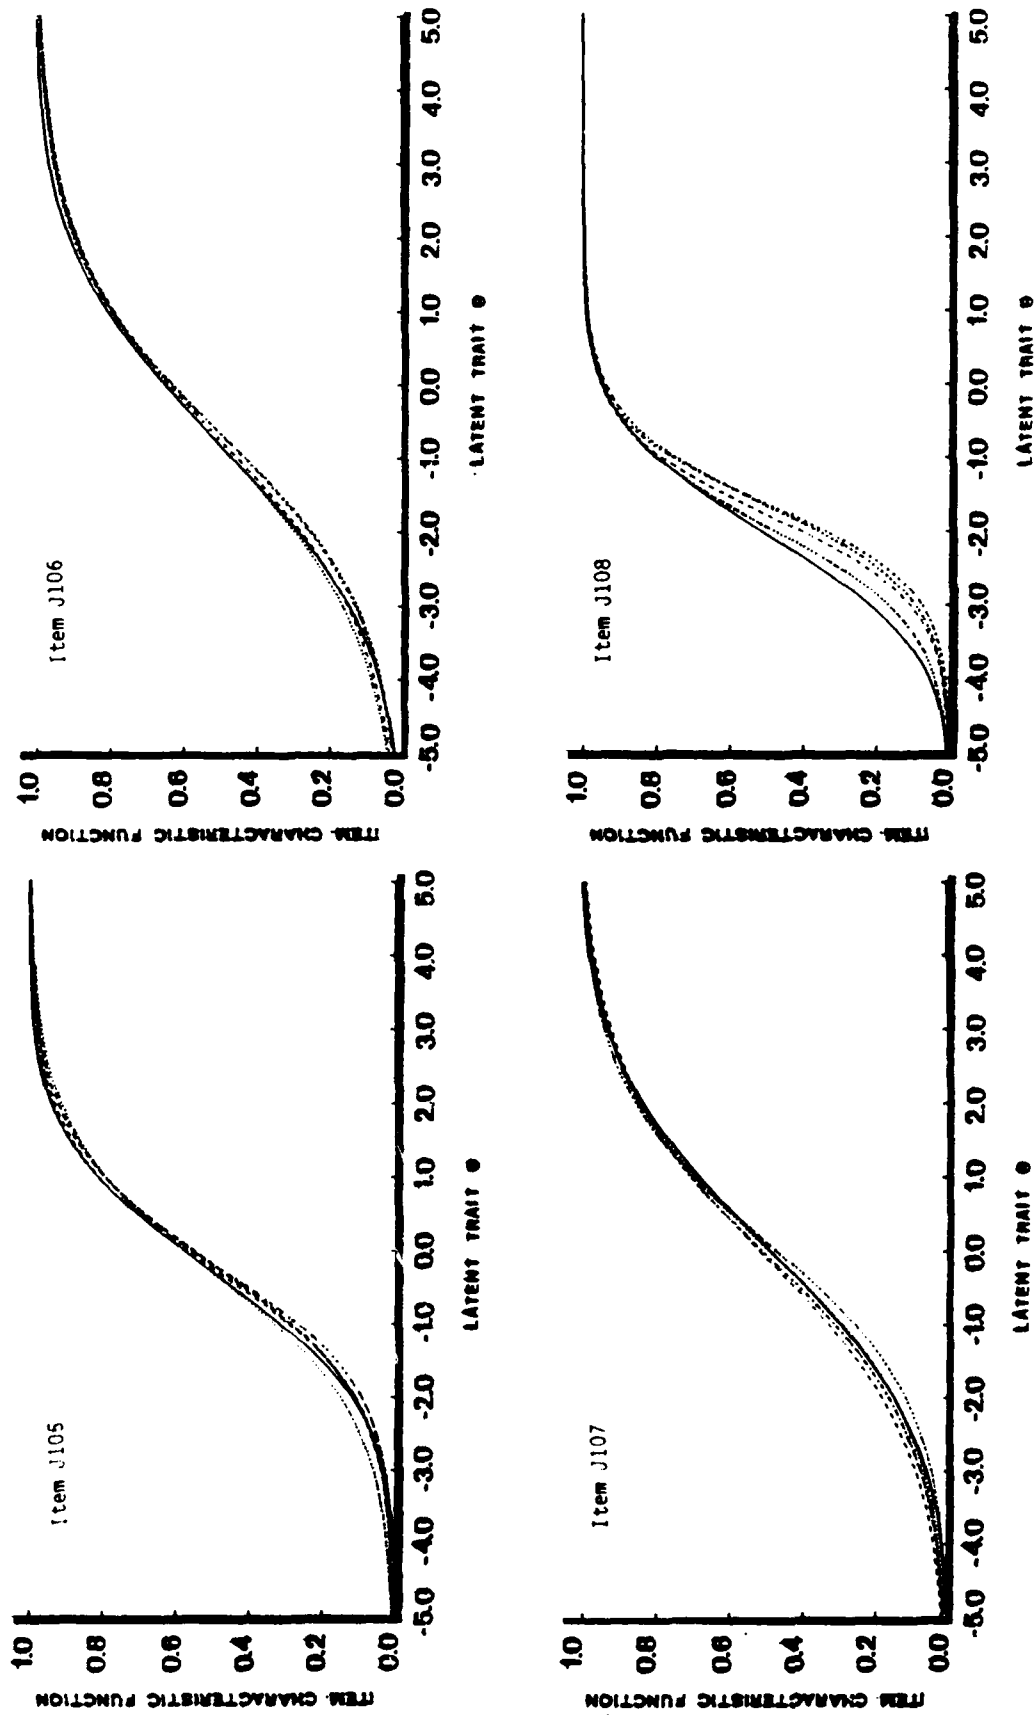 Item J105
ITEM CHARACTERISTIC FUNCTION
1.0
0.8
0.6
0.4
0.2
0.0
-5.0 -4.0 -3.0 -2.0 -1.0 0.0 1.0 2.0 3.0 4.0 5.0
LATENT TRAIT θ
Item J106
ITEM CHARACTERISTIC FUNCTION
1.0
0.8
0.6
0.4
0.2
0.0
-5.0 -4.0 -3.0 -2.0 -1.0 0.0 1.0 2.0 3.0 4.0 5.0
LATENT TRAIT θ
Item J107
ITEM CHARACTERISTIC FUNCTION
1.0
0.8
0.6
0.4
0.2
0.0
-5.0 -4.0 -3.0 -2.0 -1.0 0.0 1.0 2.0 3.0 4.0 5.0
LATENT TRAIT θ
Item J108
ITEM CHARACTERISTIC FUNCTION
1.0
0.8
0.6
0.4
0.2
0.0
-5.0 -4.0 -3.0 -2.0 -1.0 0.0 1.0 2.0 3.0 4.0 5.0
LATENT TRAIT θ